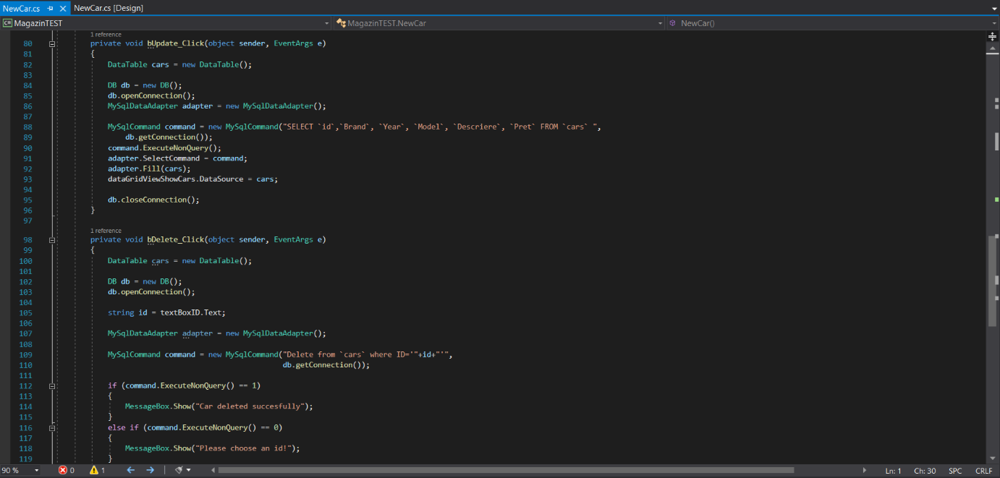 NewCar.cs NewCar.cs [Design]
C# MagazinTEST MagazinTEST.NewCar NewCar()
1 reference
80 private void bUpdate_Click(object sender, EventArgs e)
81 {
82 DataTable cars = new DataTable();
83
84 DB db = new DB();
85 db.openConnection();
86 MySqlDataAdapter adapter = new MySqlDataAdapter();
87
88 MySqlCommand command = new MySqlCommand("SELECT `id`,`Brand`, `Year`, `Model`, `Descriere`, `Pret` FROM `cars` ",
89 db.getConnection());
90 command.ExecuteNonQuery();
91 adapter.SelectCommand = command;
92 adapter.Fill(cars);
93 dataGridViewShowCars.DataSource = cars;
94
95 db.closeConnection();
96 }
97
1 reference
98 private void bDelete_Click(object sender, EventArgs e)
99 {
100 DataTable cars = new DataTable();
101
102 DB db = new DB();
103 db.openConnection();
104
105 string id = textBoxID.Text;
106
107 MySqlDataAdapter adapter = new MySqlDataAdapter();
108
109 MySqlCommand command = new MySqlCommand("Delete from `cars` where ID='"+id+"'",
110 db.getConnection());
111
112 if (command.ExecuteNonQuery() == 1)
113 {
114 MessageBox.Show("Car deleted succesfully");
115 }
116 else if (command.ExecuteNonQuery() == 0)
117 {
118 MessageBox.Show("Please choose an id!");
119 }
90 % 0 1 Ln: 1 Ch: 30 SPC CRLF